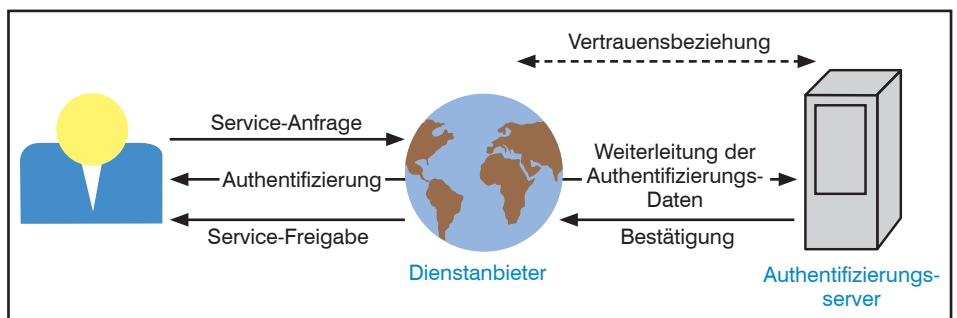 Vertrauensbeziehung
Service-Anfrage
Authentifizierung
Service-Freigabe
Weiterleitung der
Authentifizierungs-
Daten
Bestätigung
Dienstanbieter
Authentifizierungs-
server